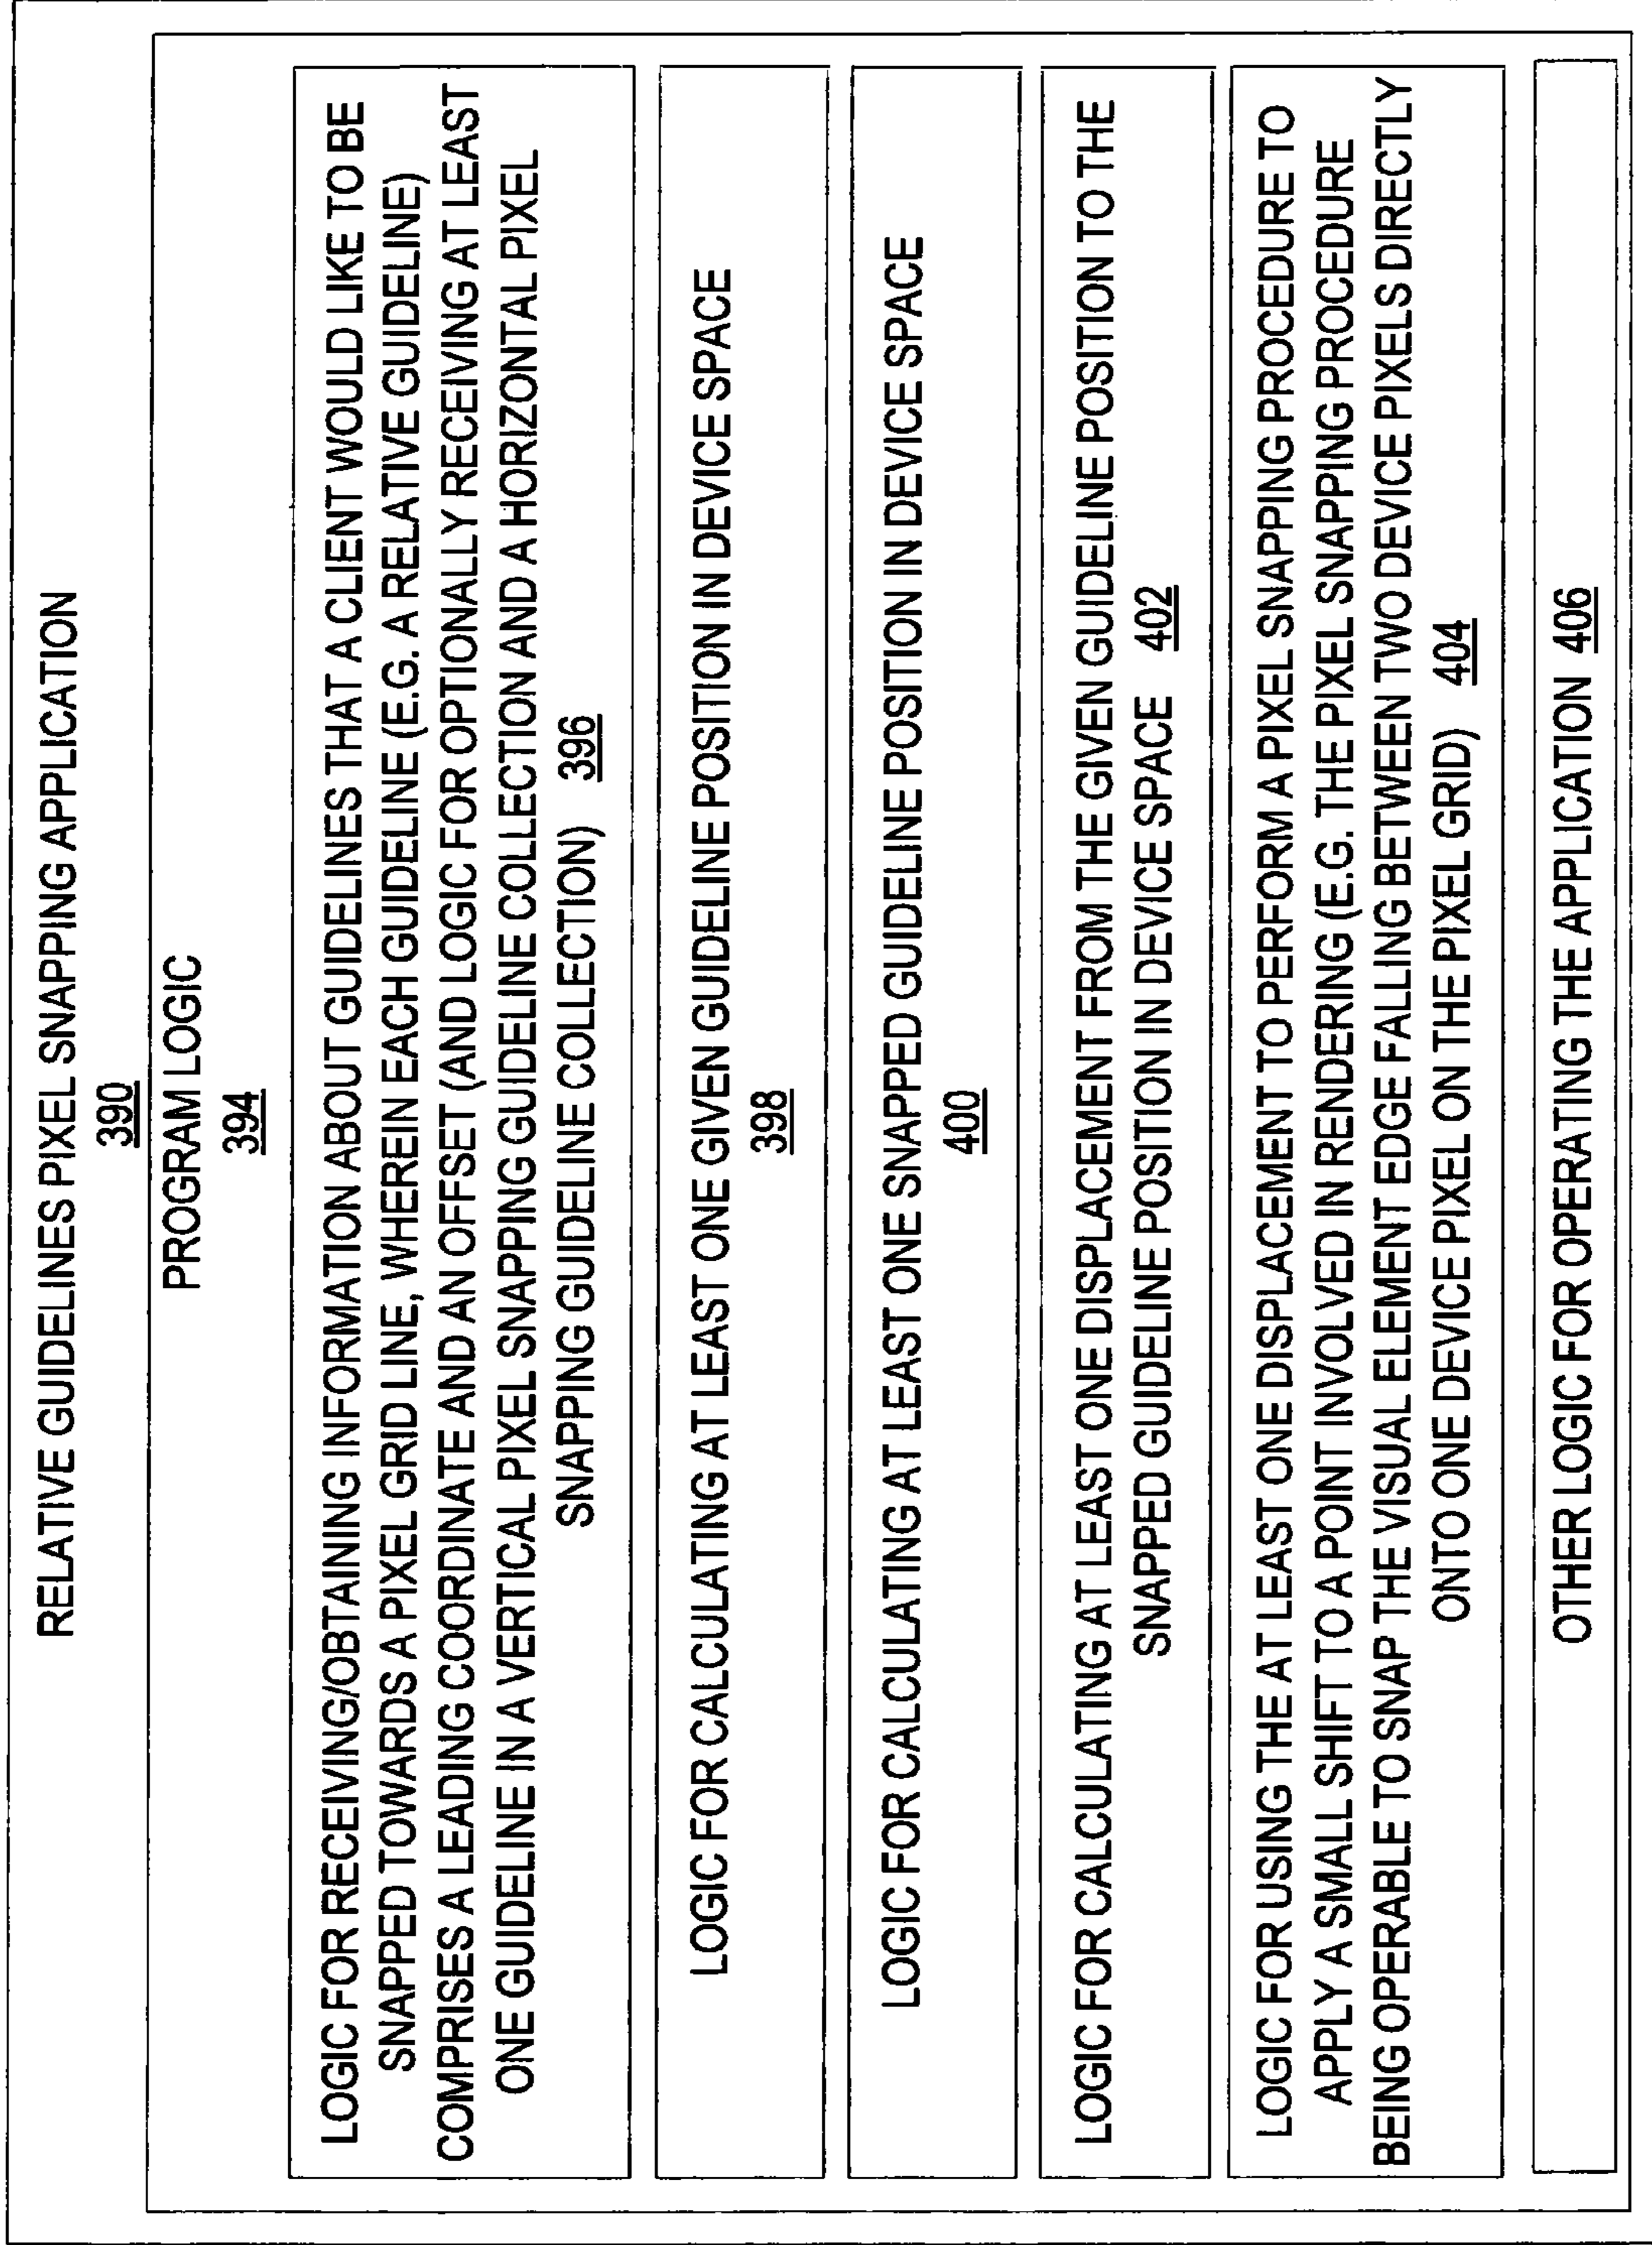 RELATIVE GUIDELINES PIXEL SNAPPING APPLICATION
390
PROGRAM LOGIC
394
LOGIC FOR RECEIVING/OBTAINING INFORMATION ABOUT GUIDELINES THAT A CLIENT WOULD LIKE TO BE
SNAPPED TOWARDS A PIXEL GRID LINE, WHEREIN EACH GUIDELINE (E.G. A RELATIVE GUIDELINE)
COMPRISES A LEADING COORDINATE AND AN OFFSET (AND LOGIC FOR OPTIONALLY RECEIVING AT LEAST
ONE GUIDELINE IN A VERTICAL PIXEL SNAPPING GUIDELINE COLLECTION AND A HORIZONTAL PIXEL
SNAPPING GUIDELINE COLLECTION) 396
LOGIC FOR CALCULATING AT LEAST ONE GIVEN GUIDELINE POSITION IN DEVICE SPACE
398
LOGIC FOR CALCULATING AT LEAST ONE SNAPPED GUIDELINE POSITION IN DEVICE SPACE
400
LOGIC FOR CALCULATING AT LEAST ONE DISPLACEMENT FROM THE GIVEN GUIDELINE POSITION TO THE
SNAPPED GUIDELINE POSITION IN DEVICE SPACE 402
LOGIC FOR USING THE AT LEAST ONE DISPLACEMENT TO PERFORM A PIXEL SNAPPING PROCEDURE TO
APPLY A SMALL SHIFT TO A POINT INVOLVED IN RENDERING (E.G. THE PIXEL SNAPPING PROCEDURE
BEING OPERABLE TO SNAP THE VISUAL ELEMENT EDGE FALLING BETWEEN TWO DEVICE PIXELS DIRECTLY
ONTO ONE DEVICE PIXEL ON THE PIXEL GRID) 404
OTHER LOGIC FOR OPERATING THE APPLICATION 406